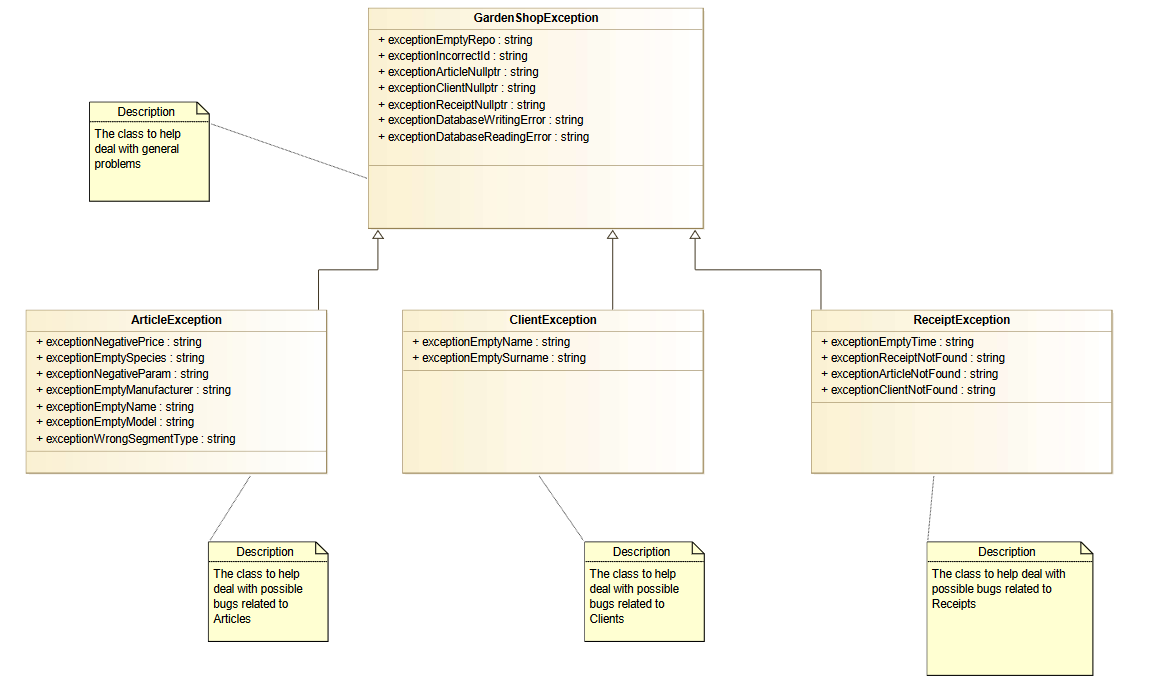 GardenShopException
+ exceptionEmptyRepo : string
+ exceptionIncorrectId : string
+ exceptionArticleNullptr : string
+ exceptionClientNullptr : string
+ exceptionReceiptNullptr : string
+ exceptionDatabaseWritingError : string
+ exceptionDatabaseReadingError : string
Description
The class to help
deal with general
problems
ArticleException
+ exceptionNegativePrice : string
+ exceptionEmptySpecies : string
+ exceptionNegativeParam : string
+ exceptionEmptyManufacturer : string
+ exceptionEmptyName : string
+ exceptionEmptyModel : string
+ exceptionWrongSegmentType : string
ClientException
+ exceptionEmptyName : string
+ exceptionEmptySurname : string
ReceiptException
+ exceptionEmptyTime : string
+ exceptionReceiptNotFound : string
+ exceptionArticleNotFound : string
+ exceptionClientNotFound : string
Description
The class to help
deal with possible
bugs related to
Articles
Description
The class to help
deal with possible
bugs related to
Clients
Description
The class to help deal with
possible bugs related to
Receipts